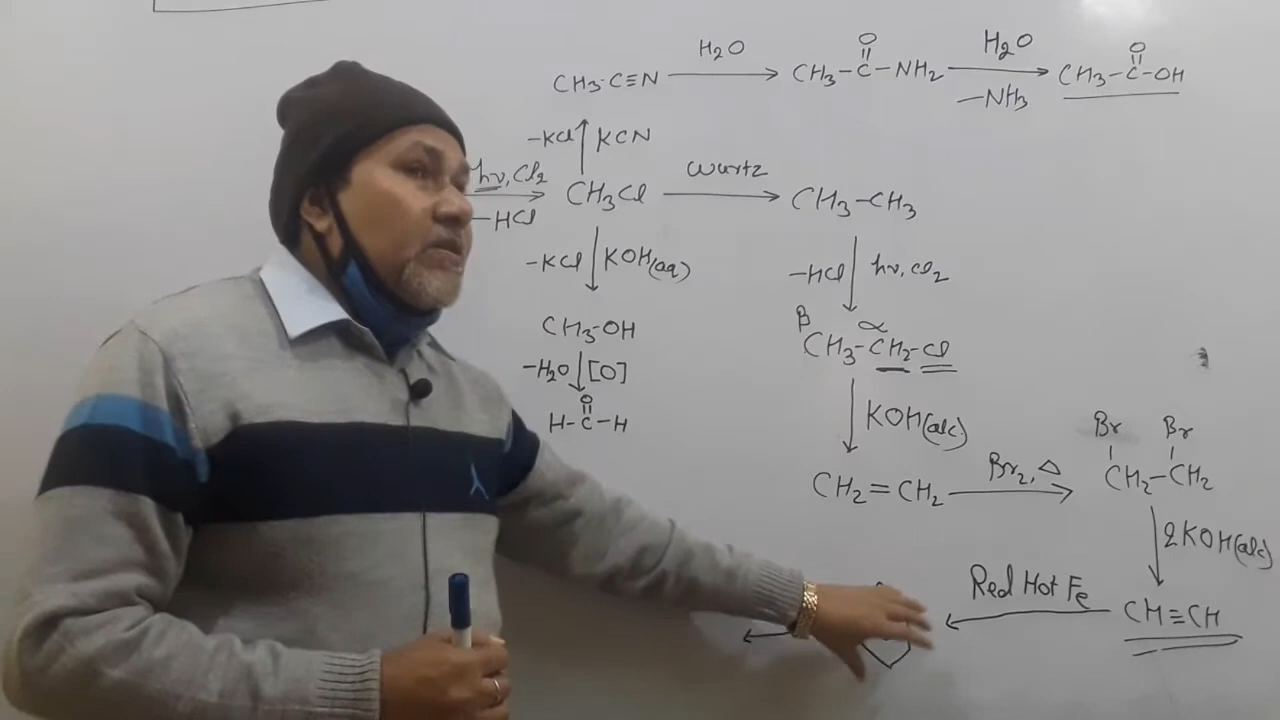 CH₃-C≡N
H₂O
CH₃-C(=O)-NH₂
H₂O
-NH₃
CH₃-C(=O)-OH
-KCl
KCN
hν, Cl₂
-HCl
CH₃Cl
wurtz
CH₃-CH₃
-KCl
KOH(aq)
-HCl
hν, Cl₂
CH₃-OH
β α
CH₃-CH₂-Cl
-H₂O
[O]
H-C(=O)-H
KOH(alc)
Br Br
CH₂-CH₂
CH₂=CH₂
Br₂, Δ
2KOH(alc)
Red Hot Fe
CH≡CH